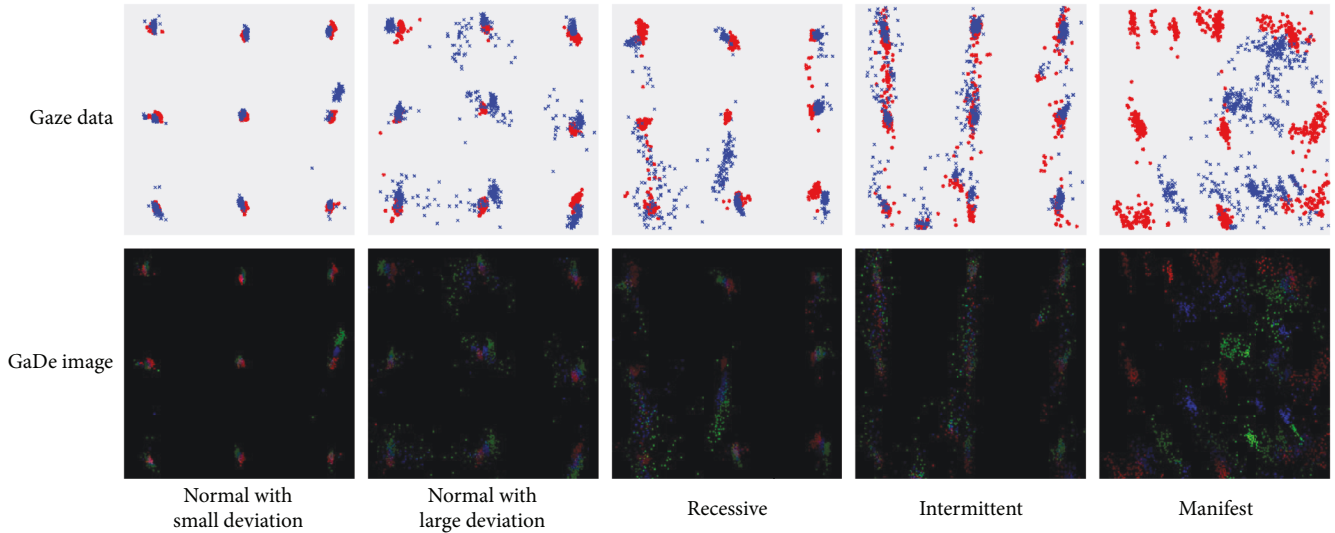 Gaze data
GaDe image
Normal with
small deviation
Normal with
large deviation
Recessive
Intermittent
Manifest